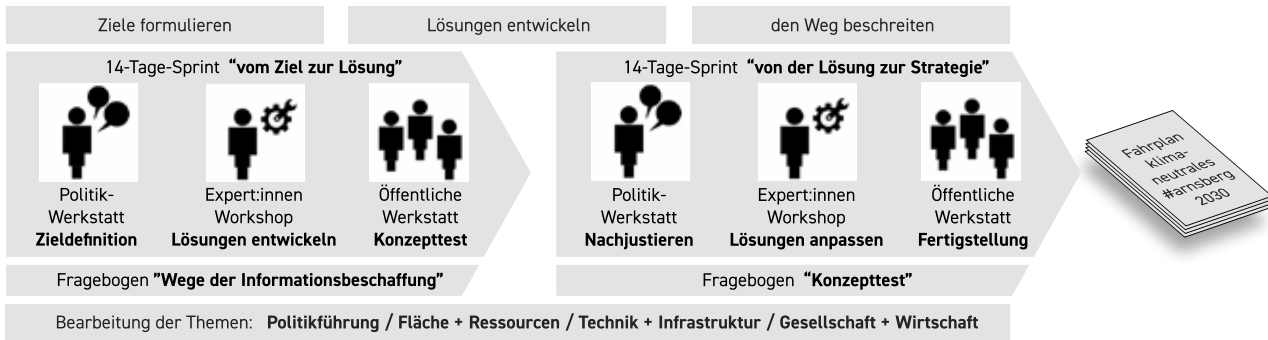 Ziele formulieren
Lösungen entwickeln
den Weg beschreiten
14-Tage-Sprint “vom Ziel zur Lösung”
Politik-
Werkstatt
Zieldefinition
Expert:innen
Workshop
Lösungen entwickeln
Öffentliche
Werkstatt
Konzepttest
14-Tage-Sprint “von der Lösung zur Strategie”
Politik-
Werkstatt
Nachjustieren
Expert:innen
Workshop
Lösungen anpassen
Öffentliche
Werkstatt
Fertigstellung
Fahrplan
klima-
neutrales
#arnsberg
2030
Fragebogen ”Wege der Informationsbeschaffung”
Fragebogen “Konzepttest”
Bearbeitung der Themen: Politikführung / Fläche + Ressourcen / Technik + Infrastruktur / Gesellschaft + Wirtschaft